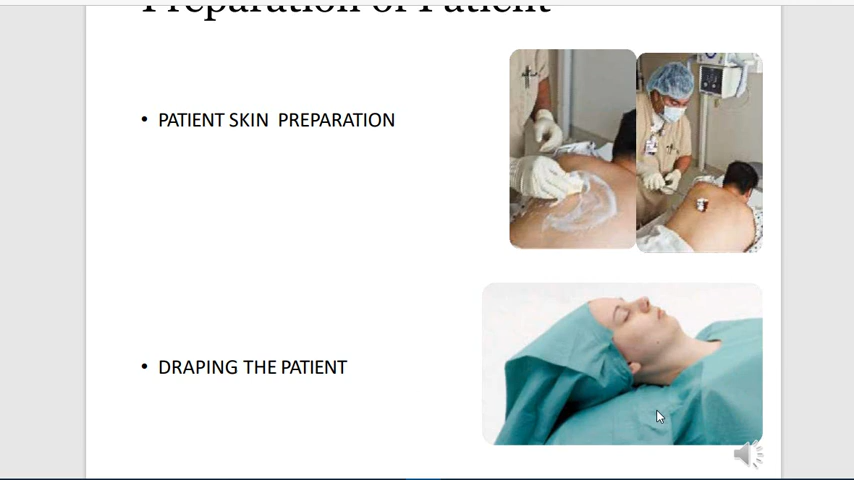 Preparation of Patient
• PATIENT SKIN  PREPARATION
• DRAPING THE PATIENT